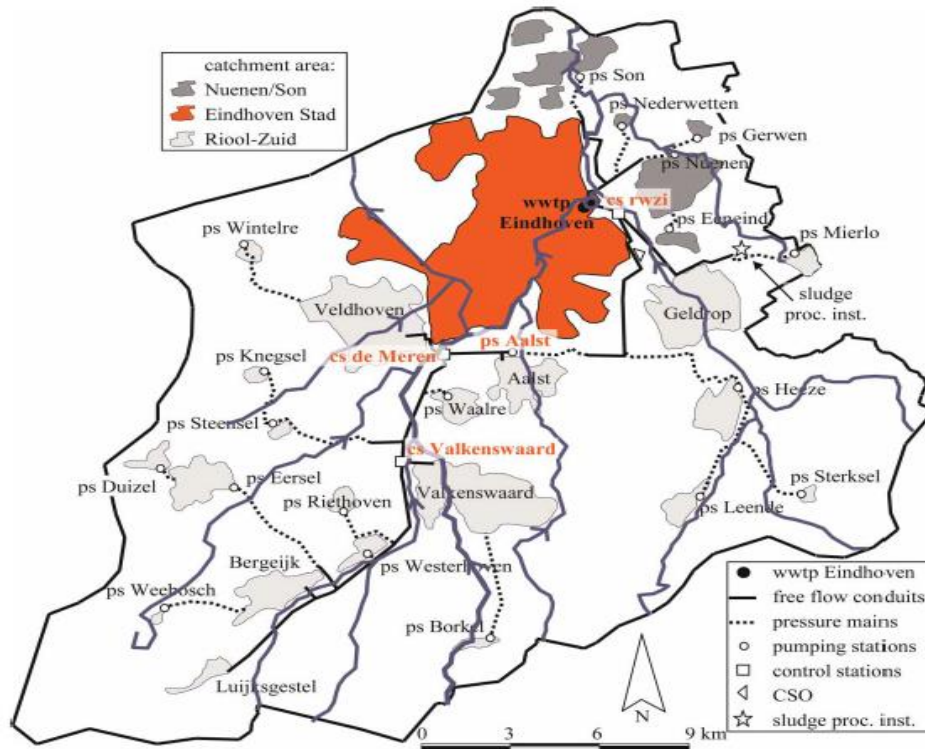 catchment area:
Nuenen/Son
Eindhoven Stad
Riool-Zuid
ps Son
ps Nederwetten
ps Gerwen
ps Nuenen
cs rwzi
wwtp
Eindhoven
ps Eeneind
ps Mierlo
sludge
proc. inst.
ps Wintelre
Veldhoven
Geldrop
cs de Meren
ps Aalst
Aalst
ps Knegsel
ps Waalre
ps Heeze
ps Steensel
cs Valkenswaard
ps Duizel
ps Eersel
Valkenswaard
ps Sterksel
ps Riethoven
ps Leende
Bergeijk
ps Westerhoven
ps Weebosch
ps Borkel
Luijksgestel
N
0 3 6 9 km
wwtp Eindhoven
free flow conduits
pressure mains
pumping stations
control stations
CSO
sludge proc. inst.